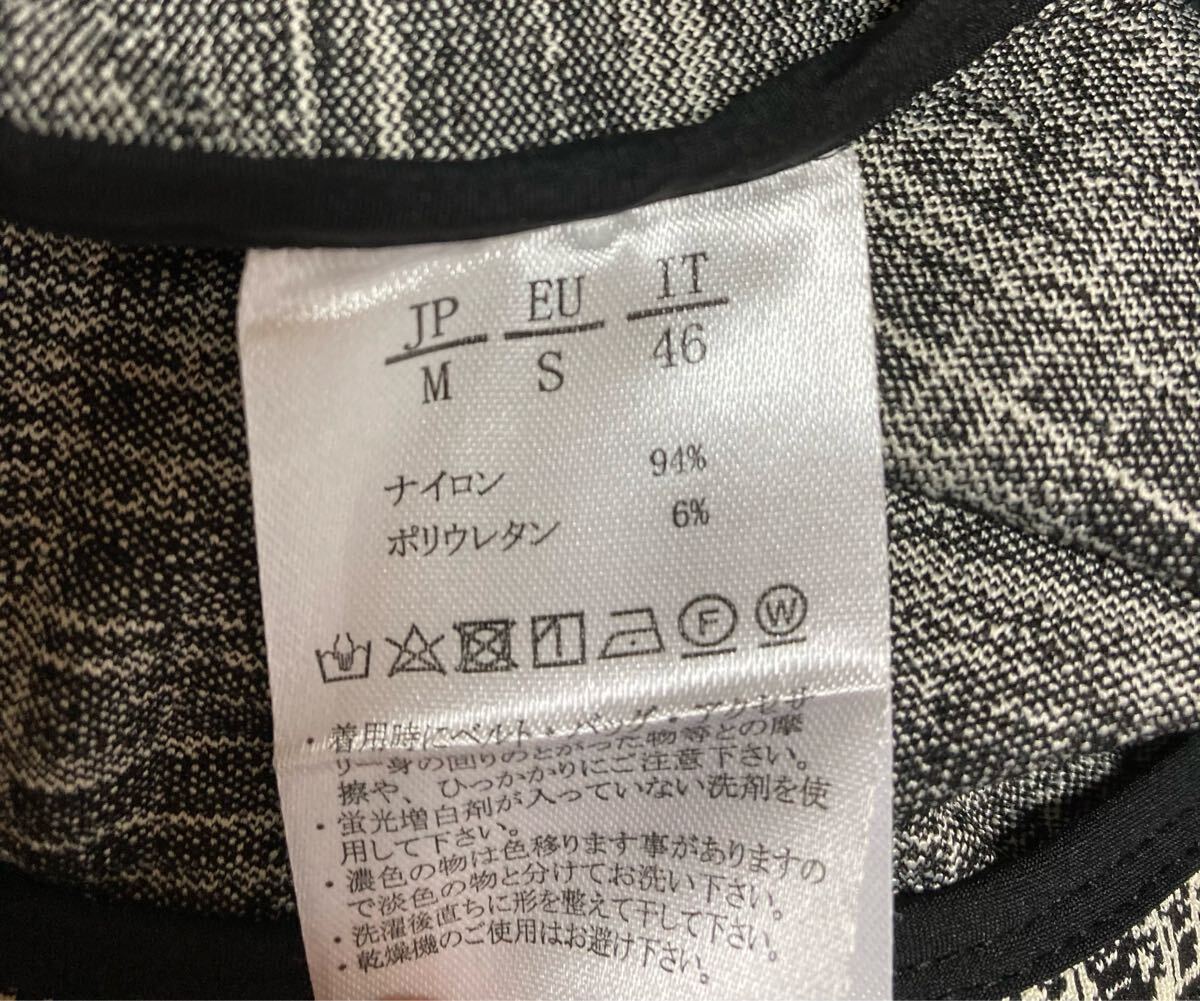 JP EU IT
M S 46
ナイロン 94%
ポリウレタン 6%
F W
・着用時にベルト・バッグ・アクセサ
リー身の回りのとがった物等との摩
擦や、ひっかかりにご注意下さい。
・蛍光増白剤が入っていない洗剤を使
用して下さい。
・濃色の物は色移りします事がありますの
で淡色の物と分けてお洗い下さい。
・洗濯後直ちに形を整えて干して下さい。
・乾燥機のご使用はお避け下さい。